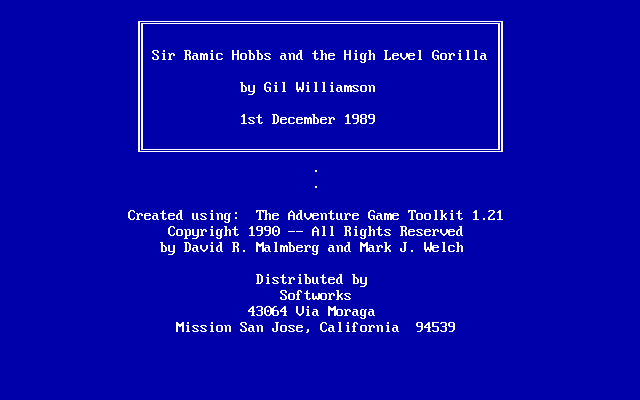 Sir Ramic Hobbs and the High Level Gorilla
by Gil Williamson
1st December 1989
.
.
Created using:  The Adventure Game Toolkit 1.21
Copyright 1990 -- All Rights Reserved
by David R. Malmberg and Mark J. Welch
Distributed by
Softworks
43064 Via Moraga
Mission San Jose, California  94539